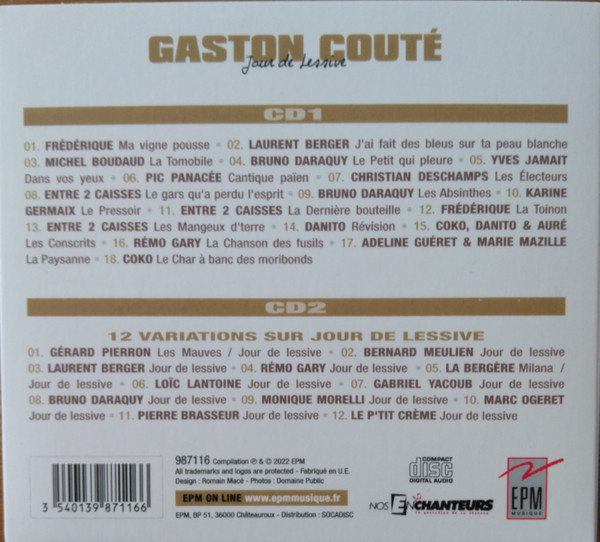 GASTON COUTÉ
Jour de Lessive
CD1
01. FRÉDÉRIQUE Ma vigne pousse • 02. LAURENT BERGER J'ai fait des bleus sur ta peau blanche
03. MICHEL BOUDAUD La Tomobile • 04. BRUNO DARAQUY Le Petit qui pleure • 05. YVES JAMAIT
Dans vos yeux • 06. PIC PANACÉE Cantique païen • 07. CHRISTIAN DESCHAMPS Les Électeurs
08. ENTRE 2 CAISSES Le gars qu'a perdu l'esprit • 09. BRUNO DARAQUY Les Absinthes • 10. KARINE
GERMAIX Le Pressoir • 11. ENTRE 2 CAISSES La Dernière bouteille • 12. FRÉDÉRIQUE La Toinon
13. ENTRE 2 CAISSES Les Mangeux d'terre • 14. DANITO Révision • 15. COKO, DANITO & AURÉ
Les Conscrits • 16. RÉMO GARY La Chanson des fusils • 17. ADELINE GUÉRET & MARIE MAZILLE
La Paysanne • 18. COKO Le Char à banc des moribonds
CD2
12 VARIATIONS SUR JOUR DE LESSIVE
01. GÉRARD PIERRON Les Mauves / Jour de lessive • 02. BERNARD MEULIEN Jour de lessive
03. LAURENT BERGER Jour de lessive • 04. RÉMO GARY Jour de lessive • 05. LA BERGÈRE Milana /
Jour de lessive • 06. LOÏC LANTOINE Jour de lessive • 07. GABRIEL YACOUB Jour de lessive
08. BRUNO DARAQUY Jour de lessive • 09. MONIQUE MORELLI Jour de lessive • 10. MARC OGERET
Jour de lessive • 11. PIERRE BRASSEUR Jour de lessive • 12. LE P'TIT CRÈME Jour de lessive
987116 Compilation ℗ & © 2022 EPM
All trademarks and logos are protected - Fabriqué en U.E.
Design : Romain Macé - Photos : Domaine Public
EPM ON LINE www.epmmusique.fr
EPM, BP 51, 36000 Châteauroux - Distribution : SOCADISC
3 540139 871166
COMPACT
disc
DIGITAL AUDIO
NOS ENCHANTEURS
le quotidien de la chanson
EPM
MUSIQUE